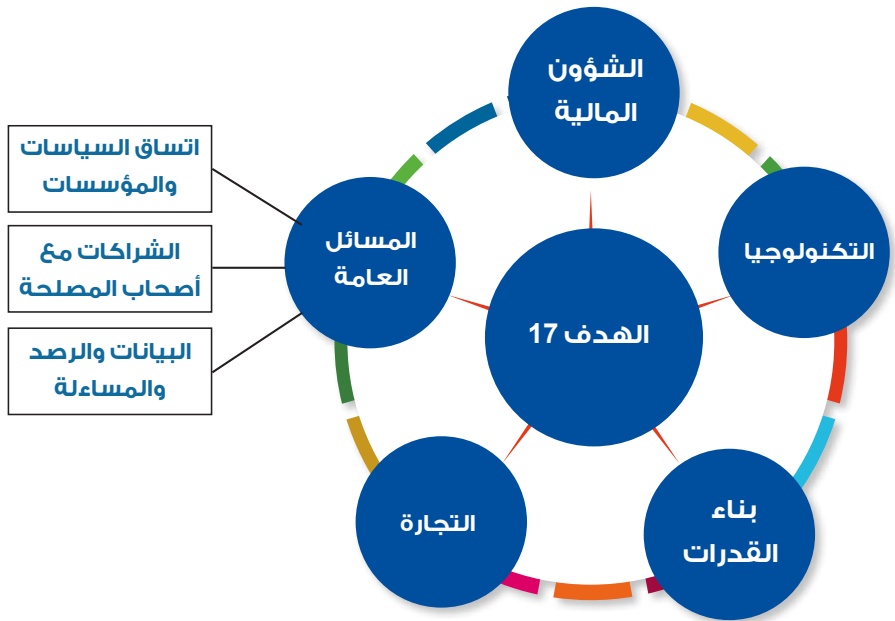 الشؤون
المالية
التكنولوجيا
بناء
القدرات
التجارة
المسائل
العامة
الهدف 17
اتساق السياسات
والمؤسسات
الشراكات مع
أصحاب المصلحة
البيانات والرصد
والمساءلة